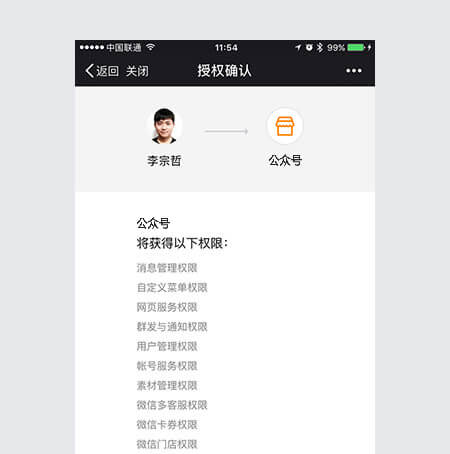 中国联通 11:54 99%
返回 关闭 授权确认
李宗哲 公众号
公众号
将获得以下权限：
消息管理权限
自定义菜单权限
网页服务权限
群发与通知权限
用户管理权限
帐号服务权限
素材管理权限
微信多客服权限
微信卡券权限
微信门店权限